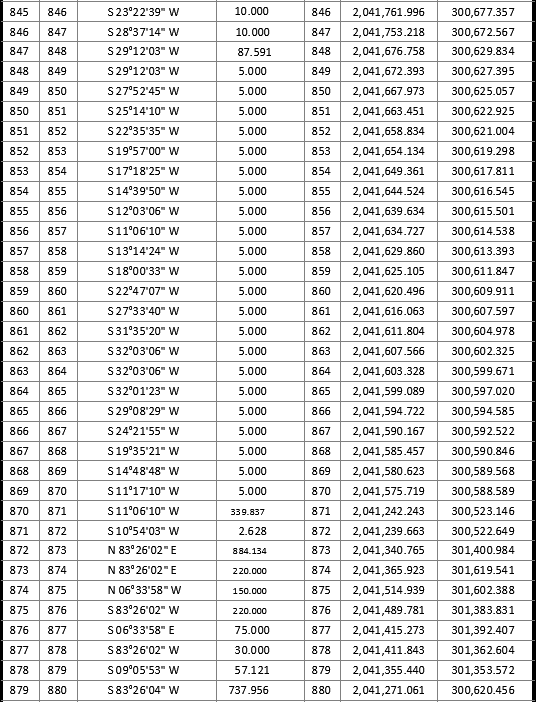 845 846 S 23°22'39" W 10.000 846 2,041,761.996 300,677.357
846 847 S 28°37'14" W 10.000 847 2,041,753.218 300,672.567
847 848 S 29°12'03" W 87.591 848 2,041,676.758 300,629.834
848 849 S 29°12'03" W 5.000 849 2,041,672.393 300,627.395
849 850 S 27°52'45" W 5.000 850 2,041,667.973 300,625.057
850 851 S 25°14'10" W 5.000 851 2,041,663.451 300,622.925
851 852 S 22°35'35" W 5.000 852 2,041,658.834 300,621.004
852 853 S 19°57'00" W 5.000 853 2,041,654.134 300,619.298
853 854 S 17°18'25" W 5.000 854 2,041,649.361 300,617.811
854 855 S 14°39'50" W 5.000 855 2,041,644.524 300,616.545
855 856 S 12°03'06" W 5.000 856 2,041,639.634 300,615.501
856 857 S 11°06'10" W 5.000 857 2,041,634.727 300,614.538
857 858 S 13°14'24" W 5.000 858 2,041,629.860 300,613.393
858 859 S 18°00'33" W 5.000 859 2,041,625.105 300,611.847
859 860 S 22°47'07" W 5.000 860 2,041,620.496 300,609.911
860 861 S 27°33'40" W 5.000 861 2,041,616.063 300,607.597
861 862 S 31°35'20" W 5.000 862 2,041,611.804 300,604.978
862 863 S 32°03'06" W 5.000 863 2,041,607.566 300,602.325
863 864 S 32°03'06" W 5.000 864 2,041,603.328 300,599.671
864 865 S 32°01'23" W 5.000 865 2,041,599.089 300,597.020
865 866 S 29°08'29" W 5.000 866 2,041,594.722 300,594.585
866 867 S 24°21'55" W 5.000 867 2,041,590.167 300,592.522
867 868 S 19°35'21" W 5.000 868 2,041,585.457 300,590.846
868 869 S 14°48'48" W 5.000 869 2,041,580.623 300,589.568
869 870 S 11°17'10" W 5.000 870 2,041,575.719 300,588.589
870 871 S 11°06'10" W 339.837 871 2,041,242.243 300,523.146
871 872 S 10°54'03" W 2.628 872 2,041,239.663 300,522.649
872 873 N 83°26'02" E 884.134 873 2,041,340.765 301,400.984
873 874 N 83°26'02" E 220.000 874 2,041,365.923 301,619.541
874 875 N 06°33'58" W 150.000 875 2,041,514.939 301,602.388
875 876 S 83°26'02" W 220.000 876 2,041,489.781 301,383.831
876 877 S 06°33'58" E 75.000 877 2,041,415.273 301,392.407
877 878 S 83°26'02" W 30.000 878 2,041,411.843 301,362.604
878 879 S 09°05'53" W 57.121 879 2,041,355.440 301,353.572
879 880 S 83°26'04" W 737.956 880 2,041,271.061 300,620.456